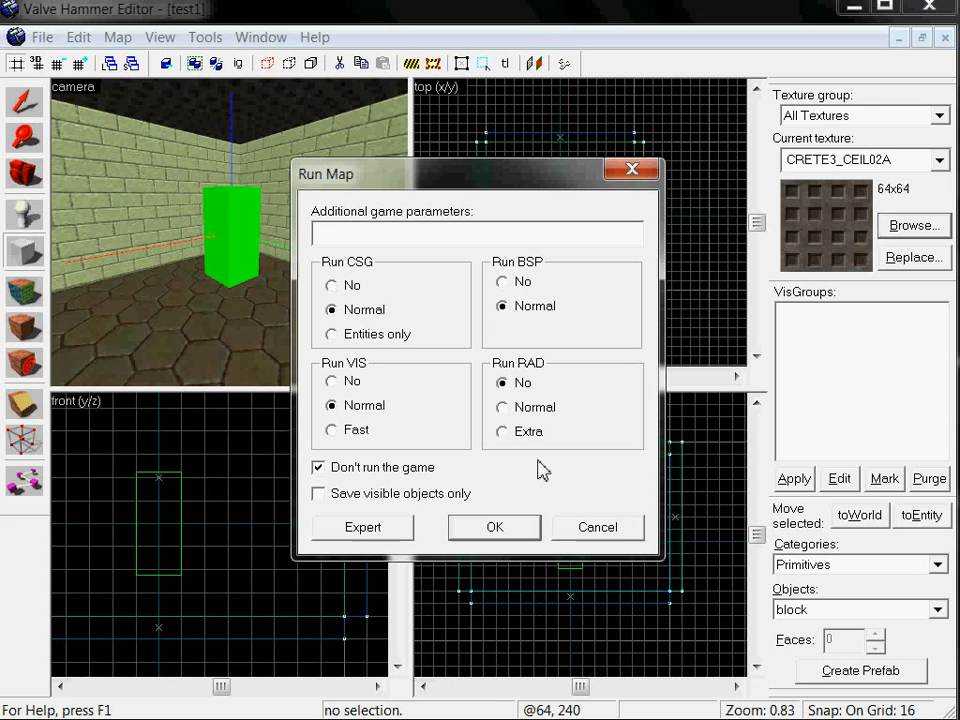 Valve Hammer Editor - [test1]
File Edit Map View Tools Window Help
3D
ig
tl
camera
top (x/y)
Texture group:
All Textures
Current texture:
CRETE3_CEIL02A
64x64
Browse...
Replace...
VisGroups:
Run Map
Additional game parameters:
Run CSG
No
Normal
Entities only
Run BSP
No
Normal
Run VIS
No
Normal
Fast
Run RAD
No
Normal
Extra
Don't run the game
Save visible objects only
Expert
OK
Cancel
front (y/z)
Apply
Edit
Mark
Purge
Move
selected:
toWorld
toEntity
Categories:
Primitives
Objects:
block
Faces:
0
Create Prefab
For Help, press F1
no selection.
@64, 240
Zoom: 0.83
Snap: On Grid: 16